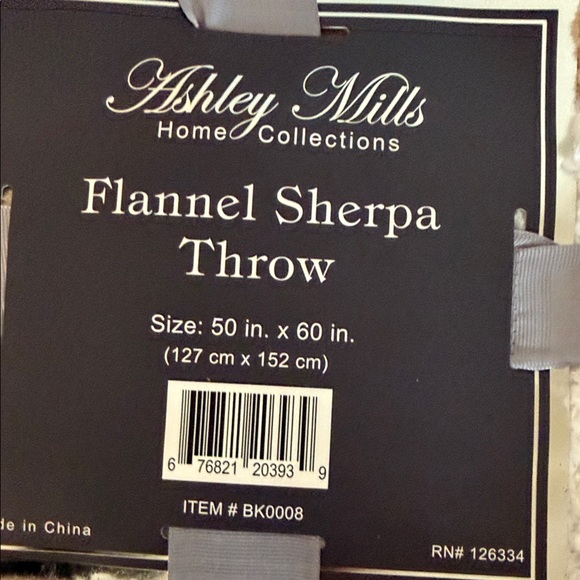 Ashley Mills
Home Collections
Flannel Sherpa
Throw
Size: 50 in. x 60 in.
(127 cm x 152 cm)
6 76821 20393 9
ITEM # BK0008
in China
RN# 126334